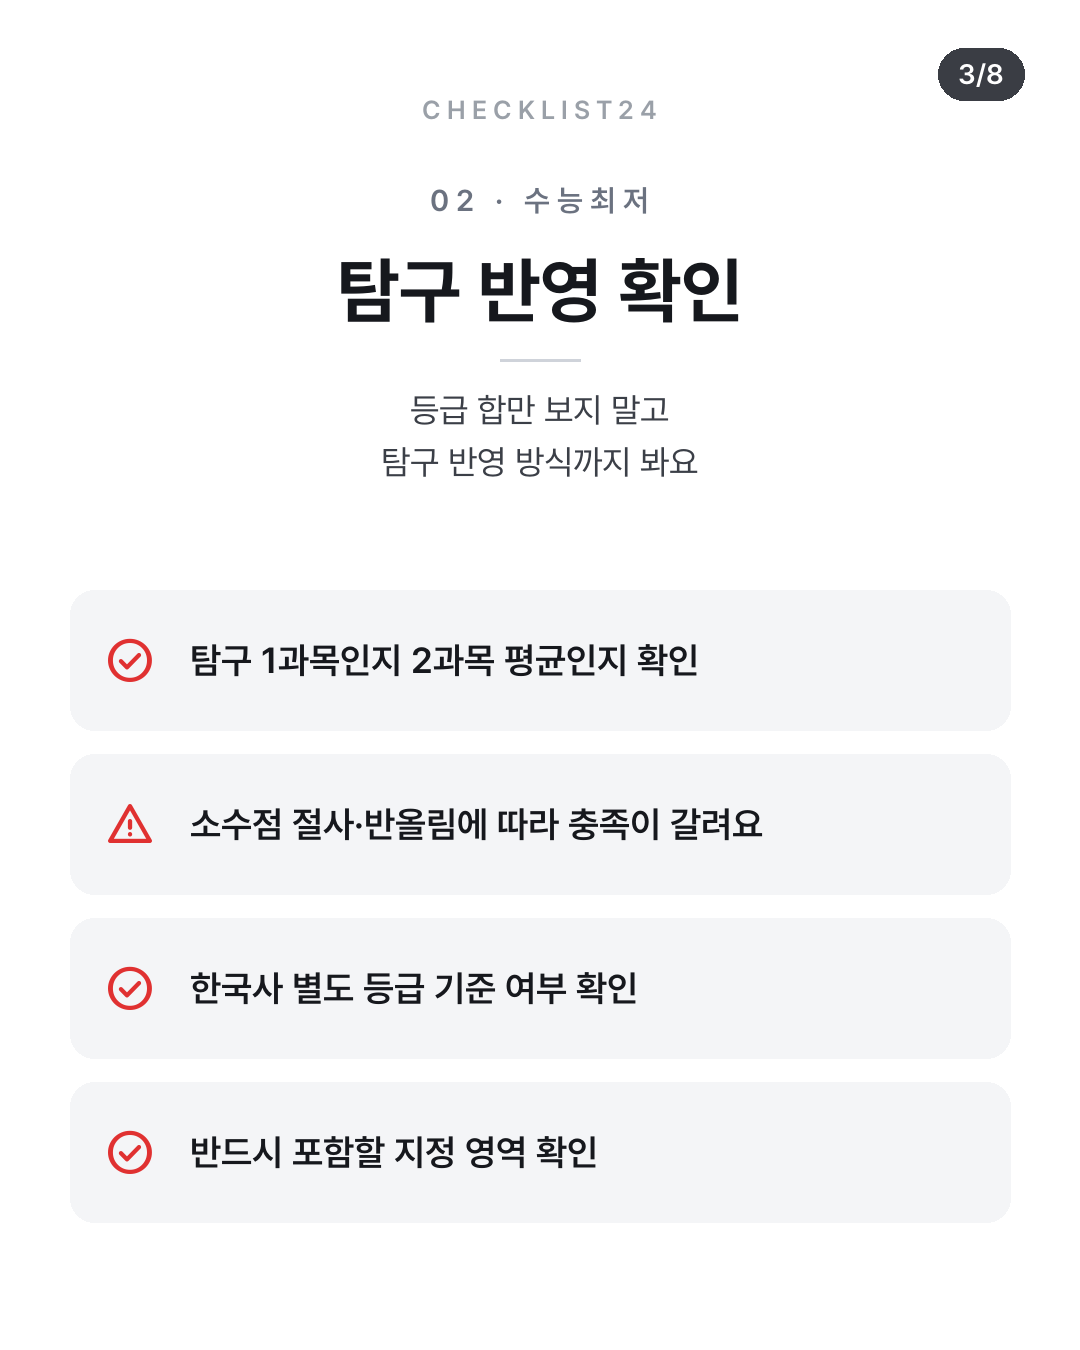 3/8
CHECKLIST24
02 · 수능최저
탐구 반영 확인
등급 합만 보지 말고
탐구 반영 방식까지 봐요
탐구 1과목인지 2과목 평균인지 확인
소수점 절사·반올림에 따라 충족이 갈려요
한국사 별도 등급 기준 여부 확인
반드시 포함할 지정 영역 확인